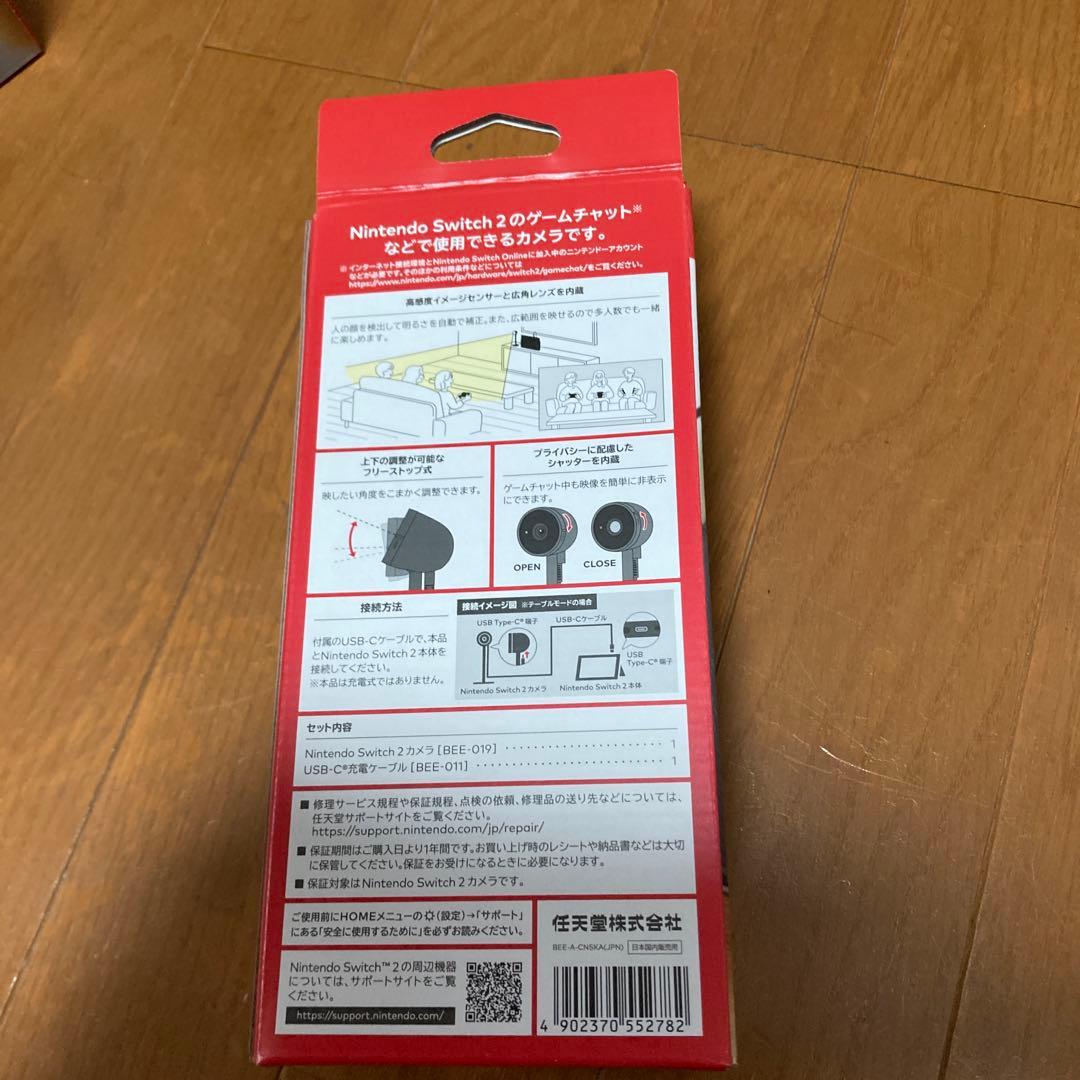 Nintendo Switch 2 のゲームチャット※
などで使用できるカメラです。
※ インターネット接続環境とNintendo Switch Onlineに加入中のニンテンドーアカウント
などが必要です。そのほかの利用条件などについては
https://www.nintendo.com/jp/hardware/switch2/gamechat/をご覧ください。
高感度イメージセンサーと広角レンズを内蔵
人の顔を検出して明るさを自動で補正。また、広範囲を映せるので多人数でも一緒
に楽しめます。
上下の調整が可能な
フリーストップ式
映したい角度をこまかく調整できます。
プライバシーに配慮した
シャッターを内蔵
ゲームチャット中も映像を簡単に非表示
にできます。
OPEN
CLOSE
接続方法
付属のUSB-Cケーブルで、本品
とNintendo Switch 2 本体を
接続してください。
※本品は充電式ではありません。
接続イメージ図 ※テーブルモードの場合
USB Type-C® 端子
USB-Cケーブル
USB
Type-C® 端子
Nintendo Switch 2 カメラ
Nintendo Switch 2 本体
セット内容
Nintendo Switch 2 カメラ [BEE-019] ························ 1
USB-C®充電ケーブル [BEE-011] ···························· 1
■ 修理サービス規程や保証規程、点検の依頼、修理品の送り先などについては、
任天堂サポートサイトをご覧ください。
https://support.nintendo.com/jp/repair/
■ 保証期間はご購入日より1年間です。お買い上げ時のレシートや納品書などは大切
に保管してください。保証をお受けになるときに必要になります。
■ 保証対象はNintendo Switch 2 カメラです。
ご使用前にHOMEメニューの(設定)→「サポート」
にある「安全に使用するために」を必ずお読みください。
Nintendo Switch™ 2 の周辺機器
については、サポートサイトをご覧
ください。
https://support.nintendo.com/
任天堂株式会社
BEE-A-CNSKA(JPN) 日本国内販売用
4 902370 552782